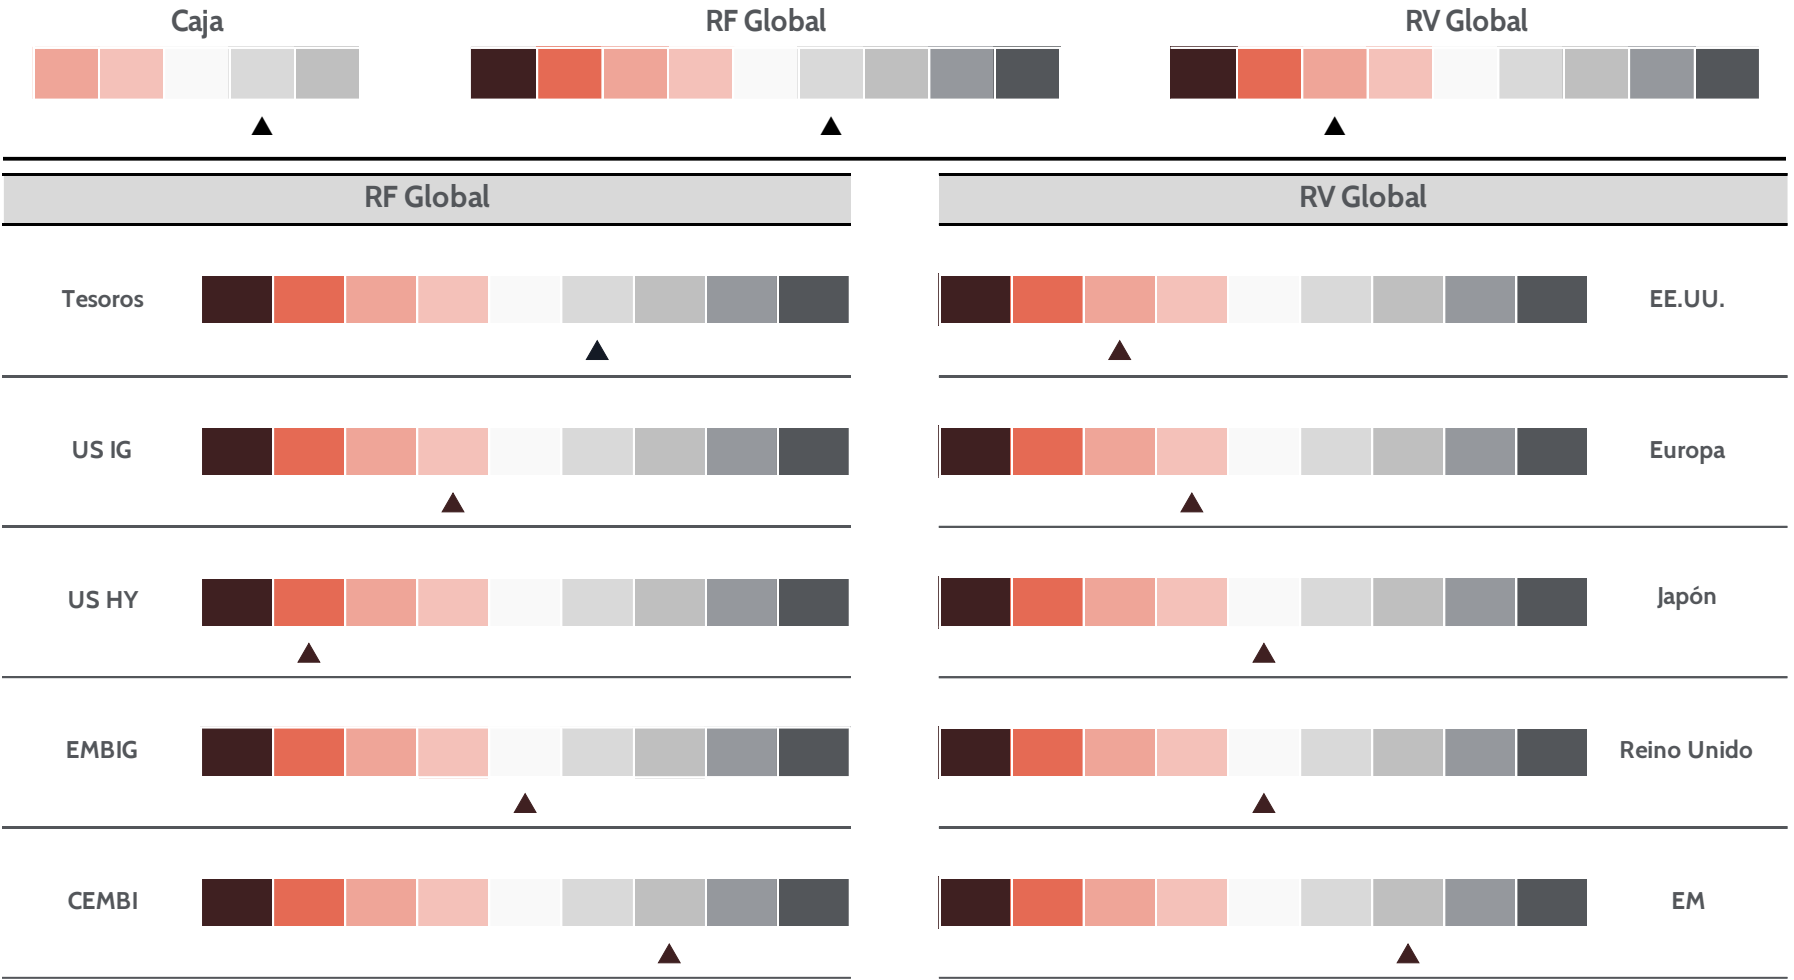 Caja
RF Global
RV Global
RF Global
RV Global
Tesoros
EE.UU.
US IG
Europa
US HY
Japón
EMBIG
Reino Unido
CEMBI
EM